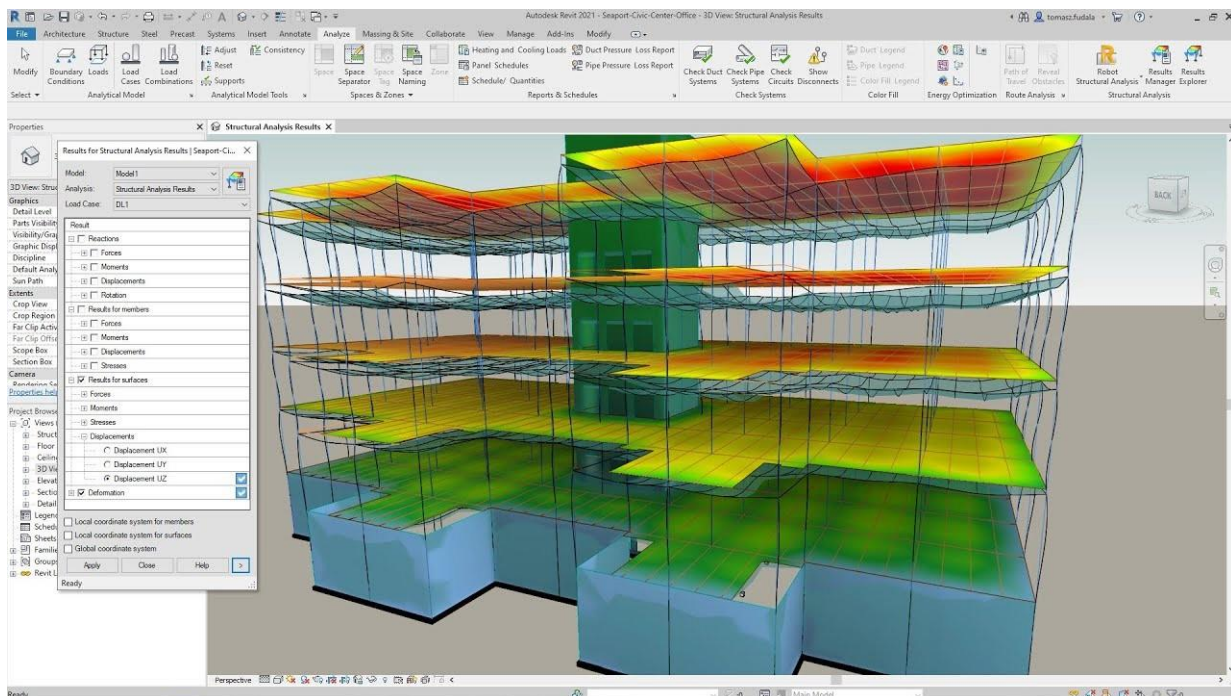 Autodesk Revit 2021 - Seaport-Civic-Center-Office - 3D View: Structural Analysis Results
tomasz.fudala
File Architecture Structure Steel Precast Systems Insert Annotate Analyze Massing & Site Collaborate View Manage Add-Ins Modify
Modify
Boundary Conditions
Loads
Load Cases
Load Combinations
Adjust
Reset
Supports
Consistency
Space
Space Separator
Space Tag
Space Naming
Zone
Heating and Cooling Loads
Panel Schedules
Schedule/ Quantities
Duct Pressure Loss Report
Pipe Pressure Loss Report
Check Duct Systems
Check Pipe Systems
Check Circuits
Show Disconnects
Duct Legend
Pipe Legend
Color Fill Legend
Path of Travel
Reveal Obstacles
Robot Structural Analysis
Results Manager
Results Explorer
Select Analytical Model Analytical Model Tools Spaces & Zones Reports & Schedules Check Systems Color Fill Energy Optimization Route Analysis Structural Analysis
Properties
Structural Analysis Results
3D View: Struc
Graphics
Detail Level
Parts Visibility
Visibility/Gra
Graphic Displ
Discipline
Default Analy
Sun Path
Extents
Crop View
Crop Region
Far Clip Activ
Far Clip Offse
Scope Box
Section Box
Camera
Properties help
Project Browse
Views
Struct
Floor
Ceilin
3D Vie
Elevat
Sectio
Detail
Legen
Schedu
Sheets
Familie
Groups
Revit L
Results for Structural Analysis Results | Seaport-Ci...
Model: Model1
Analysis: Structural Analysis Results
Load Case: DL1
Result
Reactions
Forces
Moments
Displacements
Rotation
Results for members
Forces
Moments
Displacements
Stresses
Results for surfaces
Forces
Moments
Stresses
Displacements
Displacement UX
Displacement UY
Displacement UZ
Deformation
Local coordinate system for members
Local coordinate system for surfaces
Global coordinate system
Apply Close Help >
Ready
BACK
Perspective
Ready
Main Model